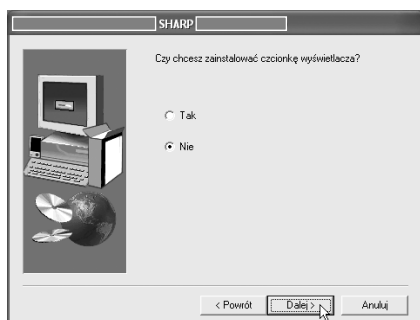 SHARP
Czy chcesz zainstalować czcionkę wyświetlacza?
Tak
Nie
< Powrót
Dalej >
Anuluj